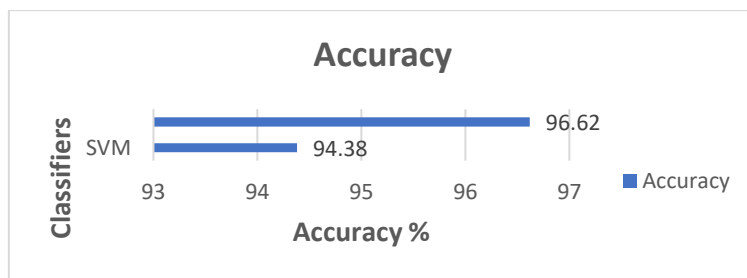 Accuracy
Classifiers
96.62
SVM
94.38
93 94 95 96 97
Accuracy %
Accuracy